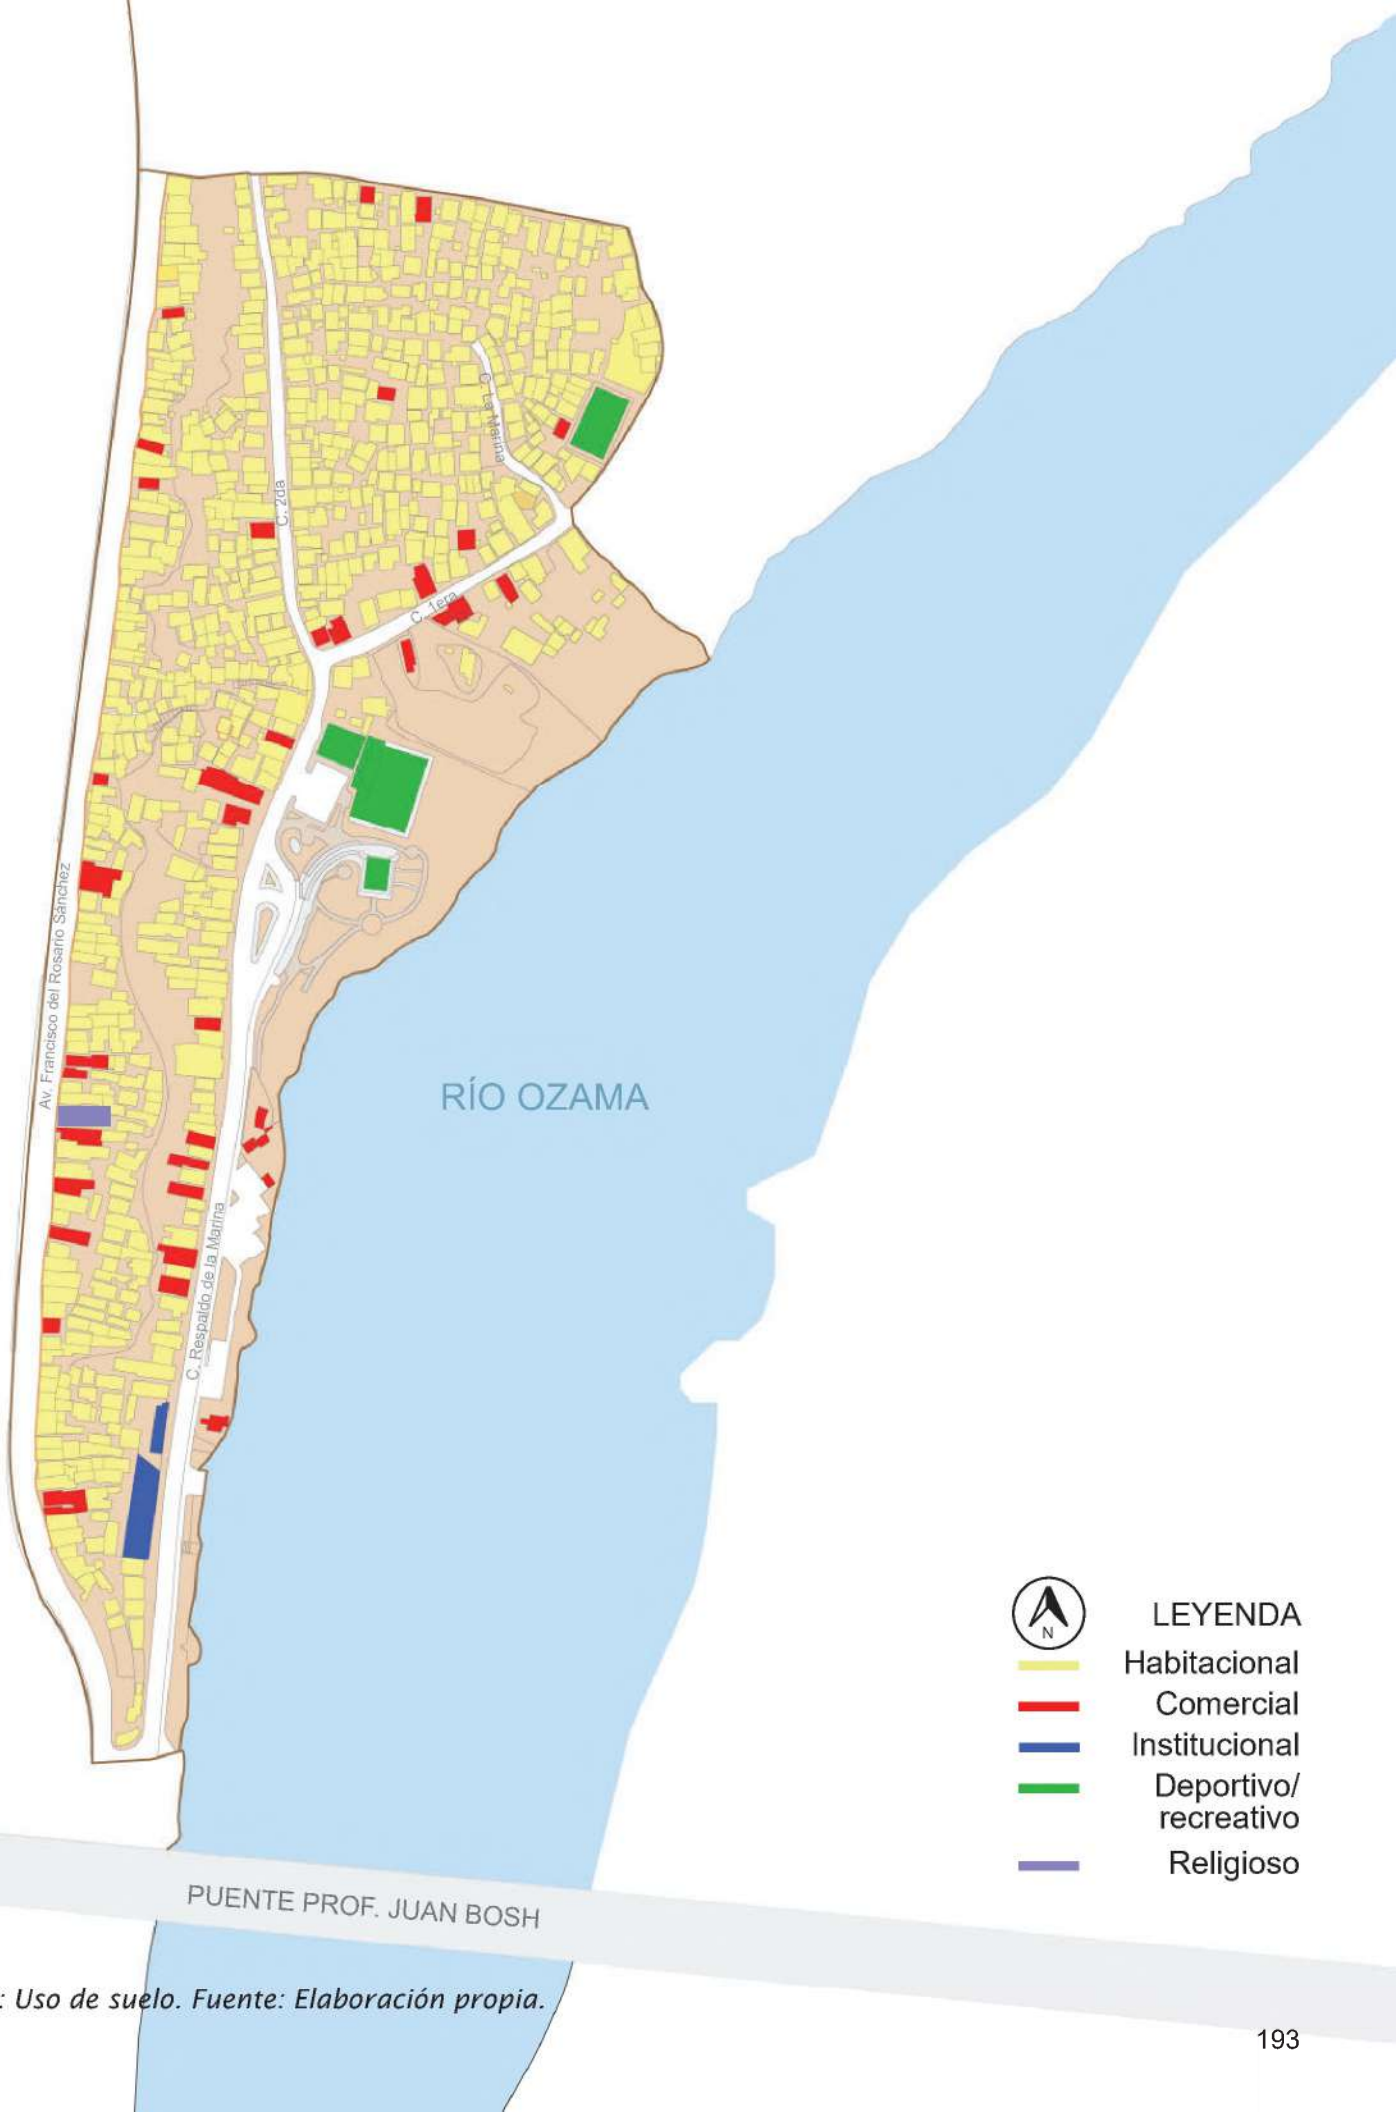 C. La Marina
C. 2da
C. 1era
Av. Francisco del Rosario Sánchez
RÍO OZAMA
C. Respaldo de la Marina
N
LEYENDA
Habitacional
Comercial
Institucional
Deportivo/
recreativo
Religioso
PUENTE PROF. JUAN BOSH
: Uso de suelo. Fuente: Elaboración propia.
193